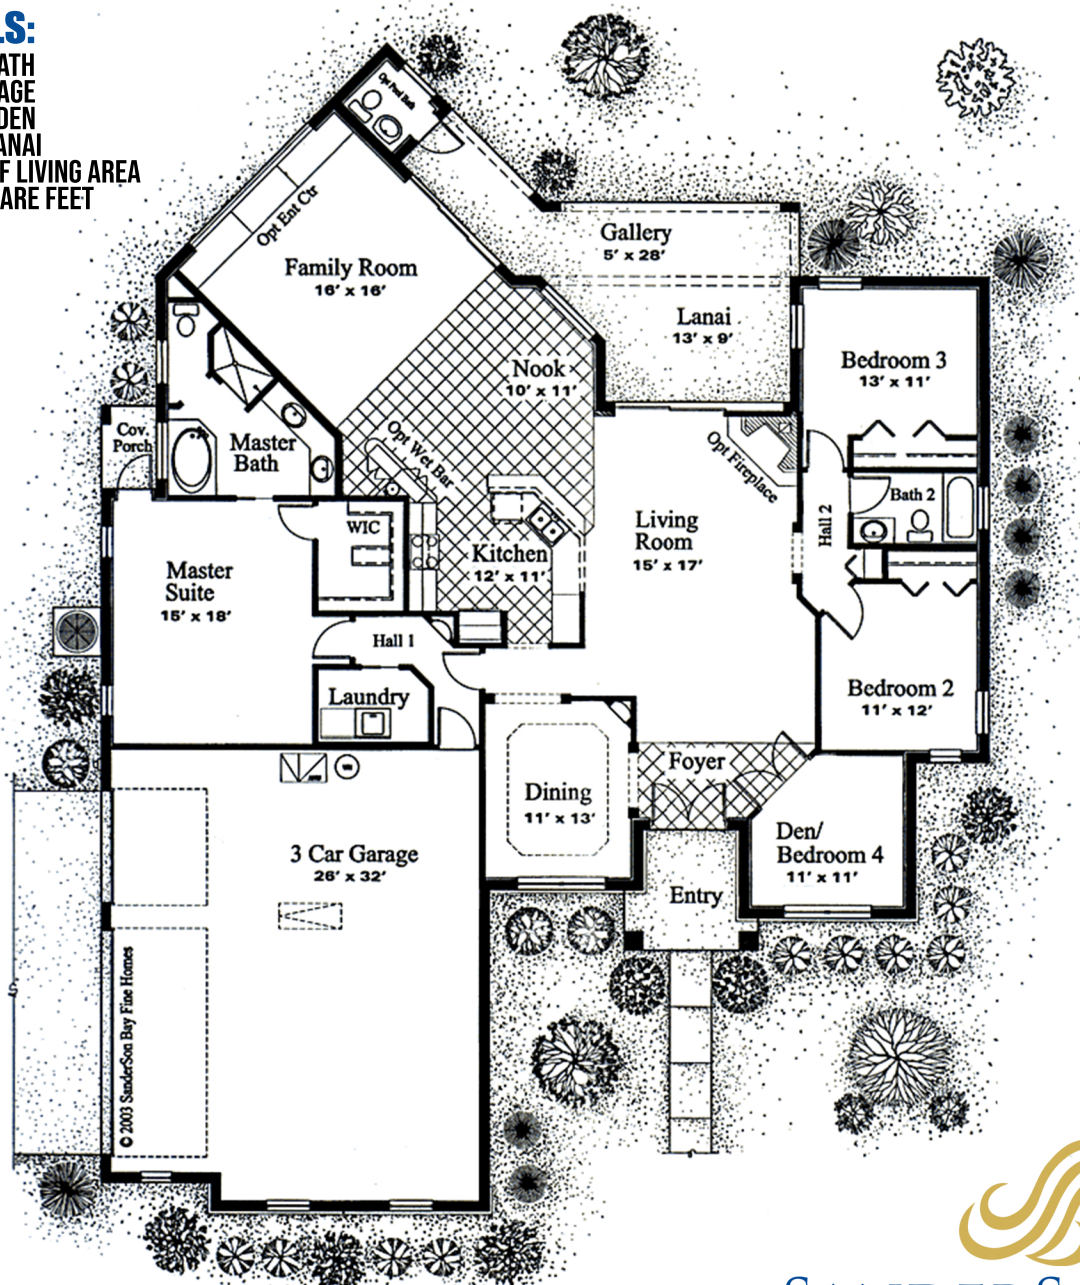 .S:
ATH
AGE
DEN
ANAI
F LIVING AREA
ARE FEET
Opt Pool Bath
Opt Ent Ctr
Family Room
16' x 16'
Gallery
5' x 28'
Lanai
13' x 9'
Nook
10' x 11'
Bedroom 3
13' x 11'
Cov.
Porch
Master
Bath
Opt Wet Bar
Opt Fireplace
WIC
Kitchen
12' x 11'
Living
Room
15' x 17'
Hall 2
Bath 2
Master
Suite
15' x 18'
Hall 1
Laundry
Bedroom 2
11' x 12'
Foyer
Dining
11' x 13'
Den/
Bedroom 4
11' x 11'
3 Car Garage
26' x 32'
Entry
© 2003 SanderSon Bay Fine Homes